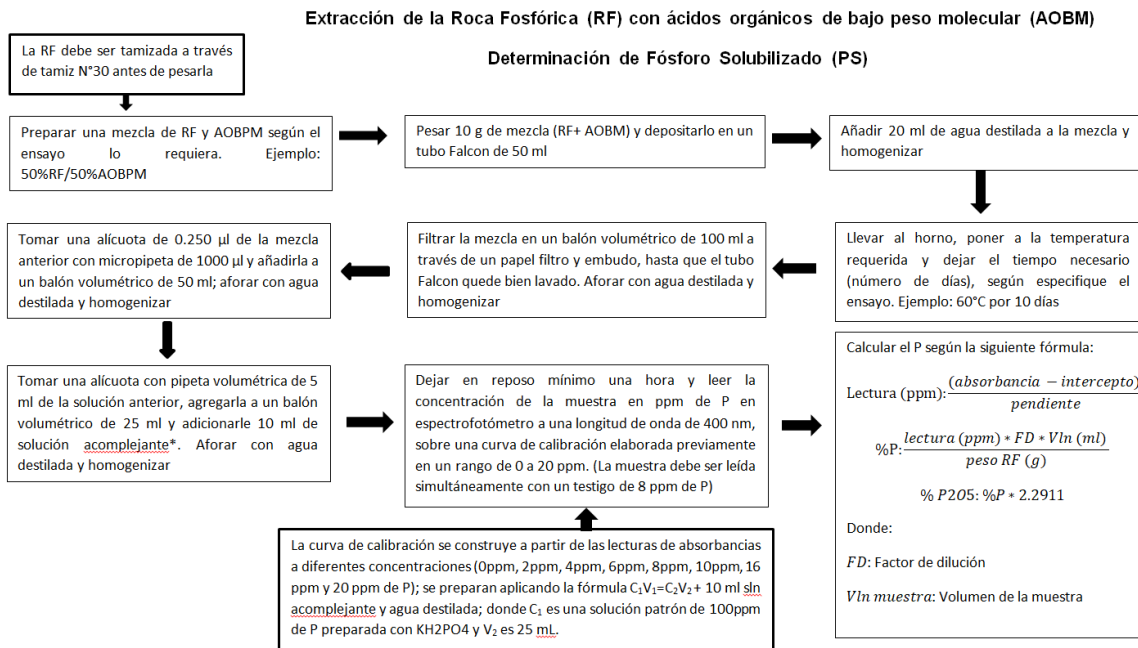 Extracción de la Roca Fosfórica (RF) con ácidos orgánicos de bajo peso molecular (AOBM)
Determinación de Fósforo Solubilizado (PS)
La RF debe ser tamizada a través
de tamiz N°30 antes de pesarla
Preparar una mezcla de RF y AOBPM según el
ensayo lo requiera. Ejemplo:
50%RF/50%AOBPM
Pesar 10 g de mezcla (RF+ AOBM) y depositarlo en un
tubo Falcon de 50 ml
Añadir 20 ml de agua destilada a la mezcla y
homogenizar
Llevar al horno, poner a la temperatura
requerida y dejar el tiempo necesario
(número de días), según especifique el
ensayo. Ejemplo: 60°C por 10 días
Filtrar la mezcla en un balón volumétrico de 100 ml a
través de un papel filtro y embudo, hasta que el tubo
Falcon quede bien lavado. Aforar con agua destilada y
homogenizar
Tomar una alícuota de 0.250 µl de la mezcla
anterior con micropipeta de 1000 µl y añadirla a
un balón volumétrico de 50 ml; aforar con agua
destilada y homogenizar
Tomar una alícuota con pipeta volumétrica de 5
ml de la solución anterior, agregarla a un balón
volumétrico de 25 ml y adicionarle 10 ml de
solución acomplejante*. Aforar con agua
destilada y homogenizar
Dejar en reposo mínimo una hora y leer la
concentración de la muestra en ppm de P en
espectrofotómetro a una longitud de onda de 400 nm,
sobre una curva de calibración elaborada previamente
en un rango de 0 a 20 ppm. (La muestra debe ser leída
simultáneamente con un testigo de 8 ppm de P)
La curva de calibración se construye a partir de las lecturas de absorbancias
a diferentes concentraciones (0ppm, 2ppm, 4ppm, 6ppm, 8ppm, 10ppm, 16
ppm y 20 ppm de P); se preparan aplicando la fórmula C₁V₁=C₂V₂ + 10 ml sln
acomplejante y agua destilada; donde C₁ es una solución patrón de 100ppm
de P preparada con KH2PO4 y V₂ es 25 mL.
Calcular el P según la siguiente fórmula:
Lectura (ppm): (absorbancia − intercepto)
pendiente
%P: lectura (ppm) * FD * Vln (ml)
peso RF (g)
% P2O5: %P * 2.2911
Donde:
FD: Factor de dilución
Vln muestra: Volumen de la muestra